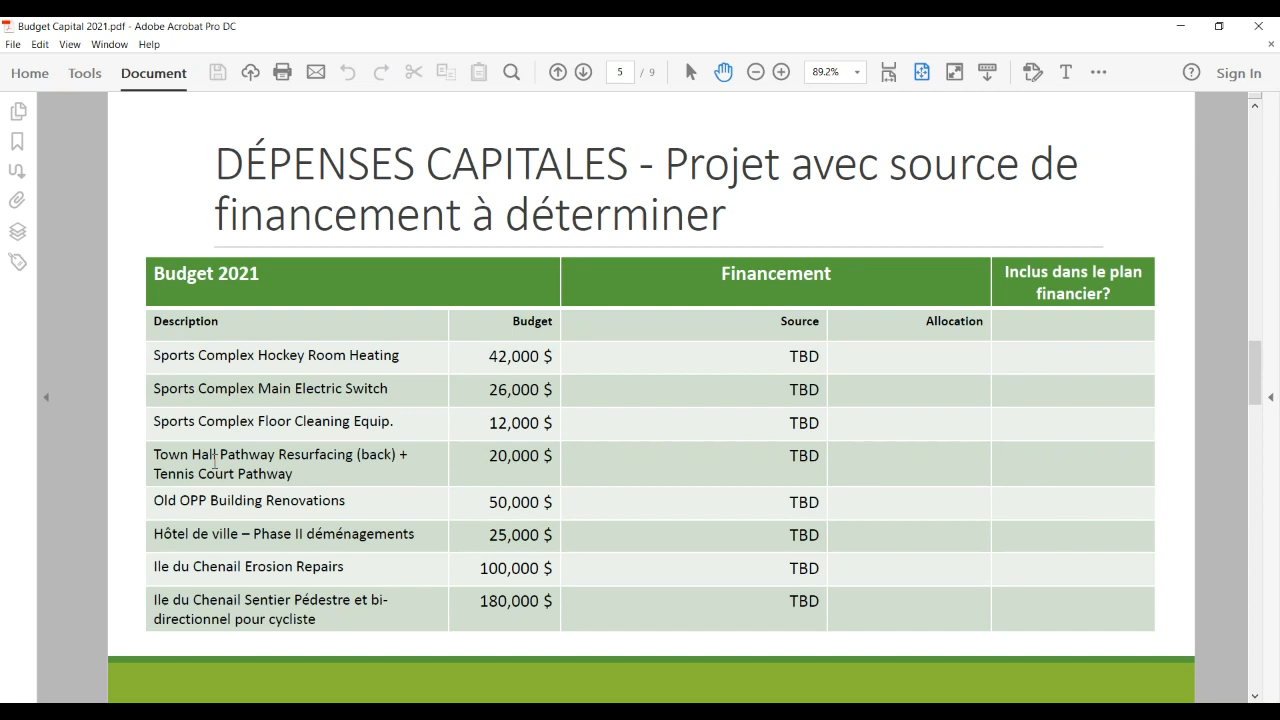 Budget Capital 2021.pdf - Adobe Acrobat Pro DC
File Edit View Window Help
Home Tools Document 5 / 9 89.2% Sign In
DÉPENSES CAPITALES - Projet avec source de
financement à déterminer
Budget 2021 Financement Inclus dans le plan
financier?
Description Budget Source Allocation
Sports Complex Hockey Room Heating 42,000 $ TBD
Sports Complex Main Electric Switch 26,000 $ TBD
Sports Complex Floor Cleaning Equip. 12,000 $ TBD
Town Hall Pathway Resurfacing (back) + 20,000 $ TBD
Tennis Court Pathway
Old OPP Building Renovations 50,000 $ TBD
Hôtel de ville – Phase II déménagements 25,000 $ TBD
Ile du Chenail Erosion Repairs 100,000 $ TBD
Ile du Chenail Sentier Pédestre et bi- 180,000 $ TBD
directionnel pour cycliste